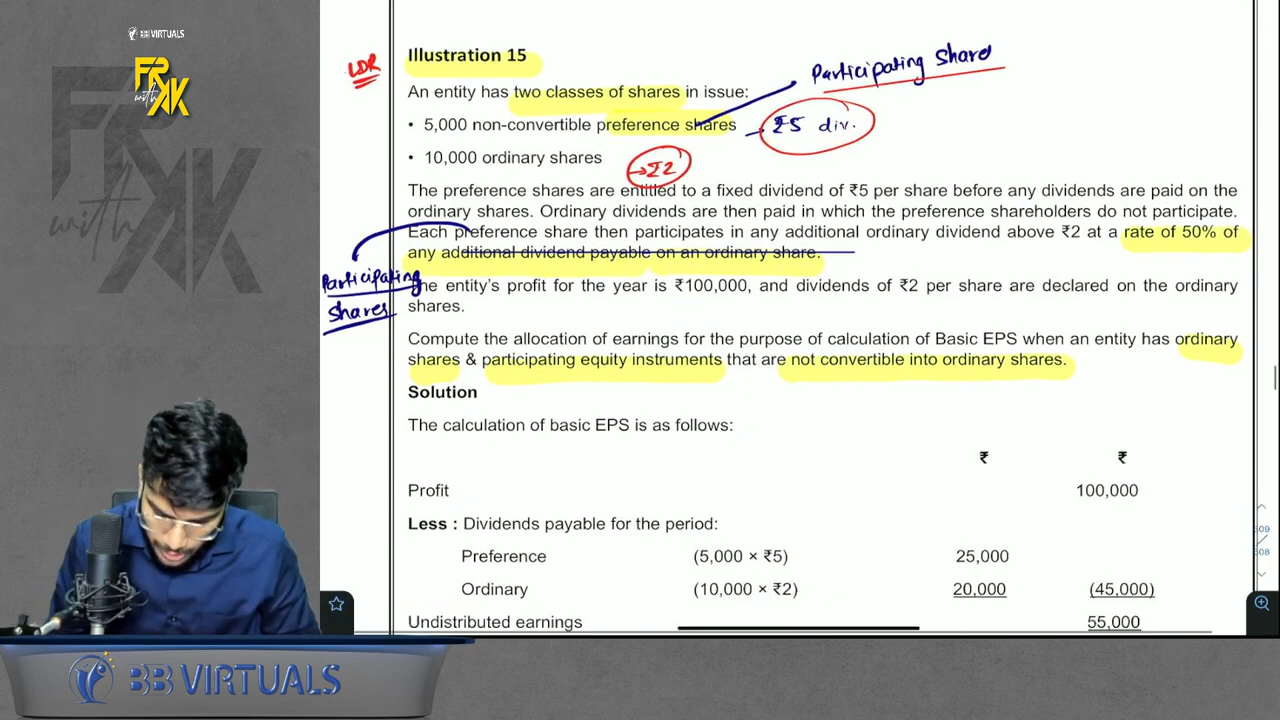 BB VIRTUALS
FR
with
AK
FR
with
AK
LDR
Illustration 15
Participating Share
An entity has two classes of shares in issue:
• 5,000 non-convertible preference shares
₹5 div.
• 10,000 ordinary shares
→₹2
The preference shares are entitled to a fixed dividend of ₹5 per share before any dividends are paid on the
ordinary shares. Ordinary dividends are then paid in which the preference shareholders do not participate.
Each preference share then participates in any additional ordinary dividend above ₹2 at a rate of 50% of
any additional dividend payable on an ordinary share.
Participating
Shares
The entity's profit for the year is ₹100,000, and dividends of ₹2 per share are declared on the ordinary
shares.
Compute the allocation of earnings for the purpose of calculation of Basic EPS when an entity has ordinary
shares & participating equity instruments that are not convertible into ordinary shares.
Solution
The calculation of basic EPS is as follows:
₹ ₹
Profit 100,000
Less : Dividends payable for the period:
Preference (5,000 × ₹5) 25,000
Ordinary (10,000 × ₹2) 20,000 (45,000)
Undistributed earnings 55,000
BB VIRTUALS